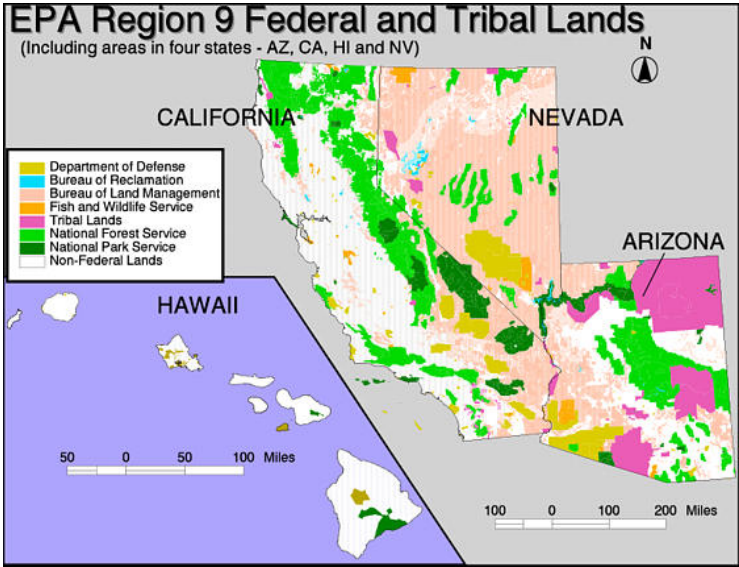 EPA Region 9 Federal and Tribal Lands
(Including areas in four states - AZ, CA, HI and NV)
N
CALIFORNIA
NEVADA
Department of Defense
Bureau of Reclamation
Bureau of Land Management
Fish and Wildlife Service
Tribal Lands
National Forest Service
National Park Service
Non-Federal Lands
ARIZONA
HAWAII
50 0 50 100 Miles
100 0 100 200 Miles